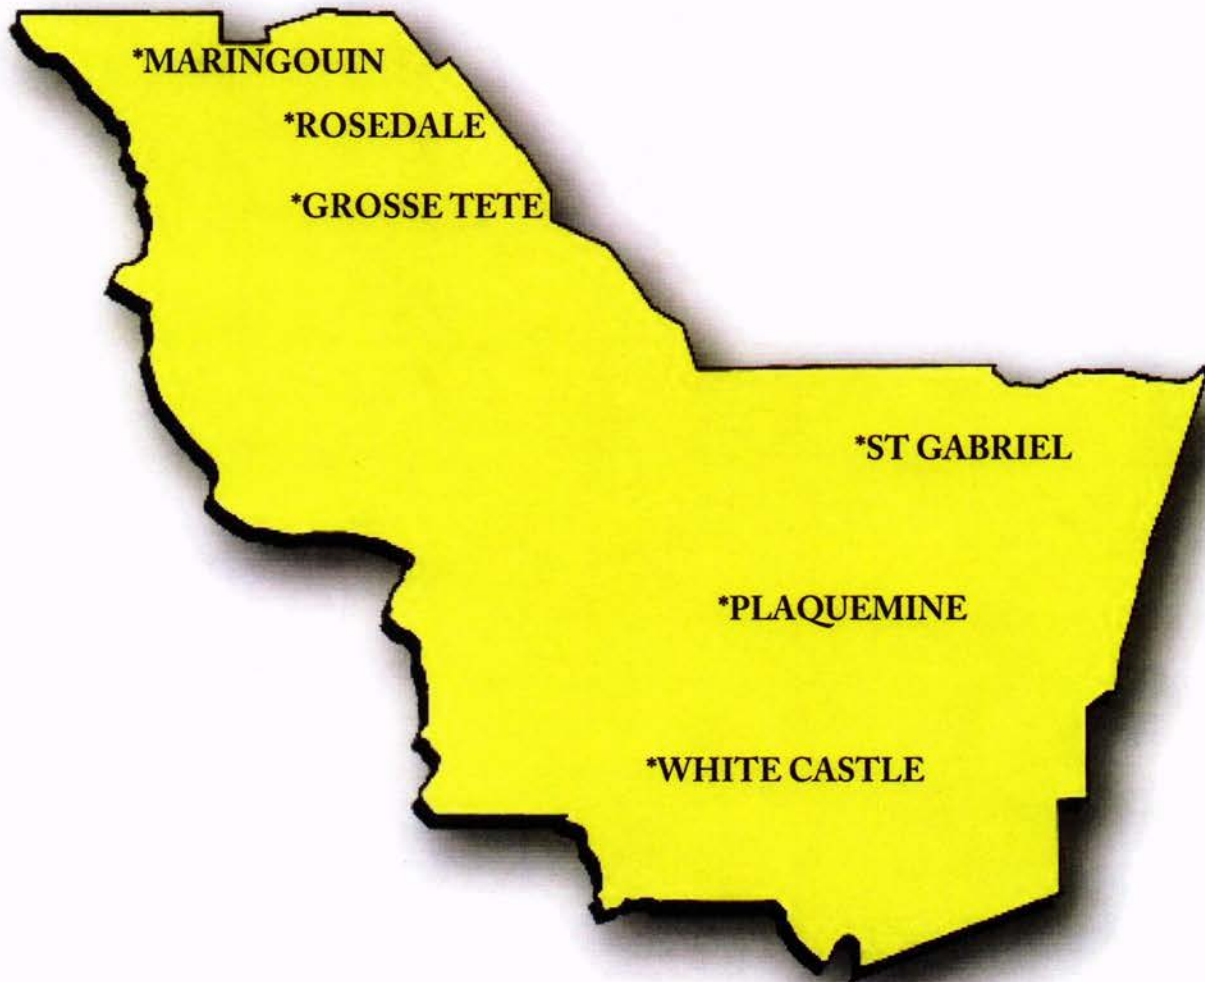 *MARINGOUIN
*ROSEDALE
*GROSSE TETE
*ST GABRIEL
*PLAQUEMINE
*WHITE CASTLE